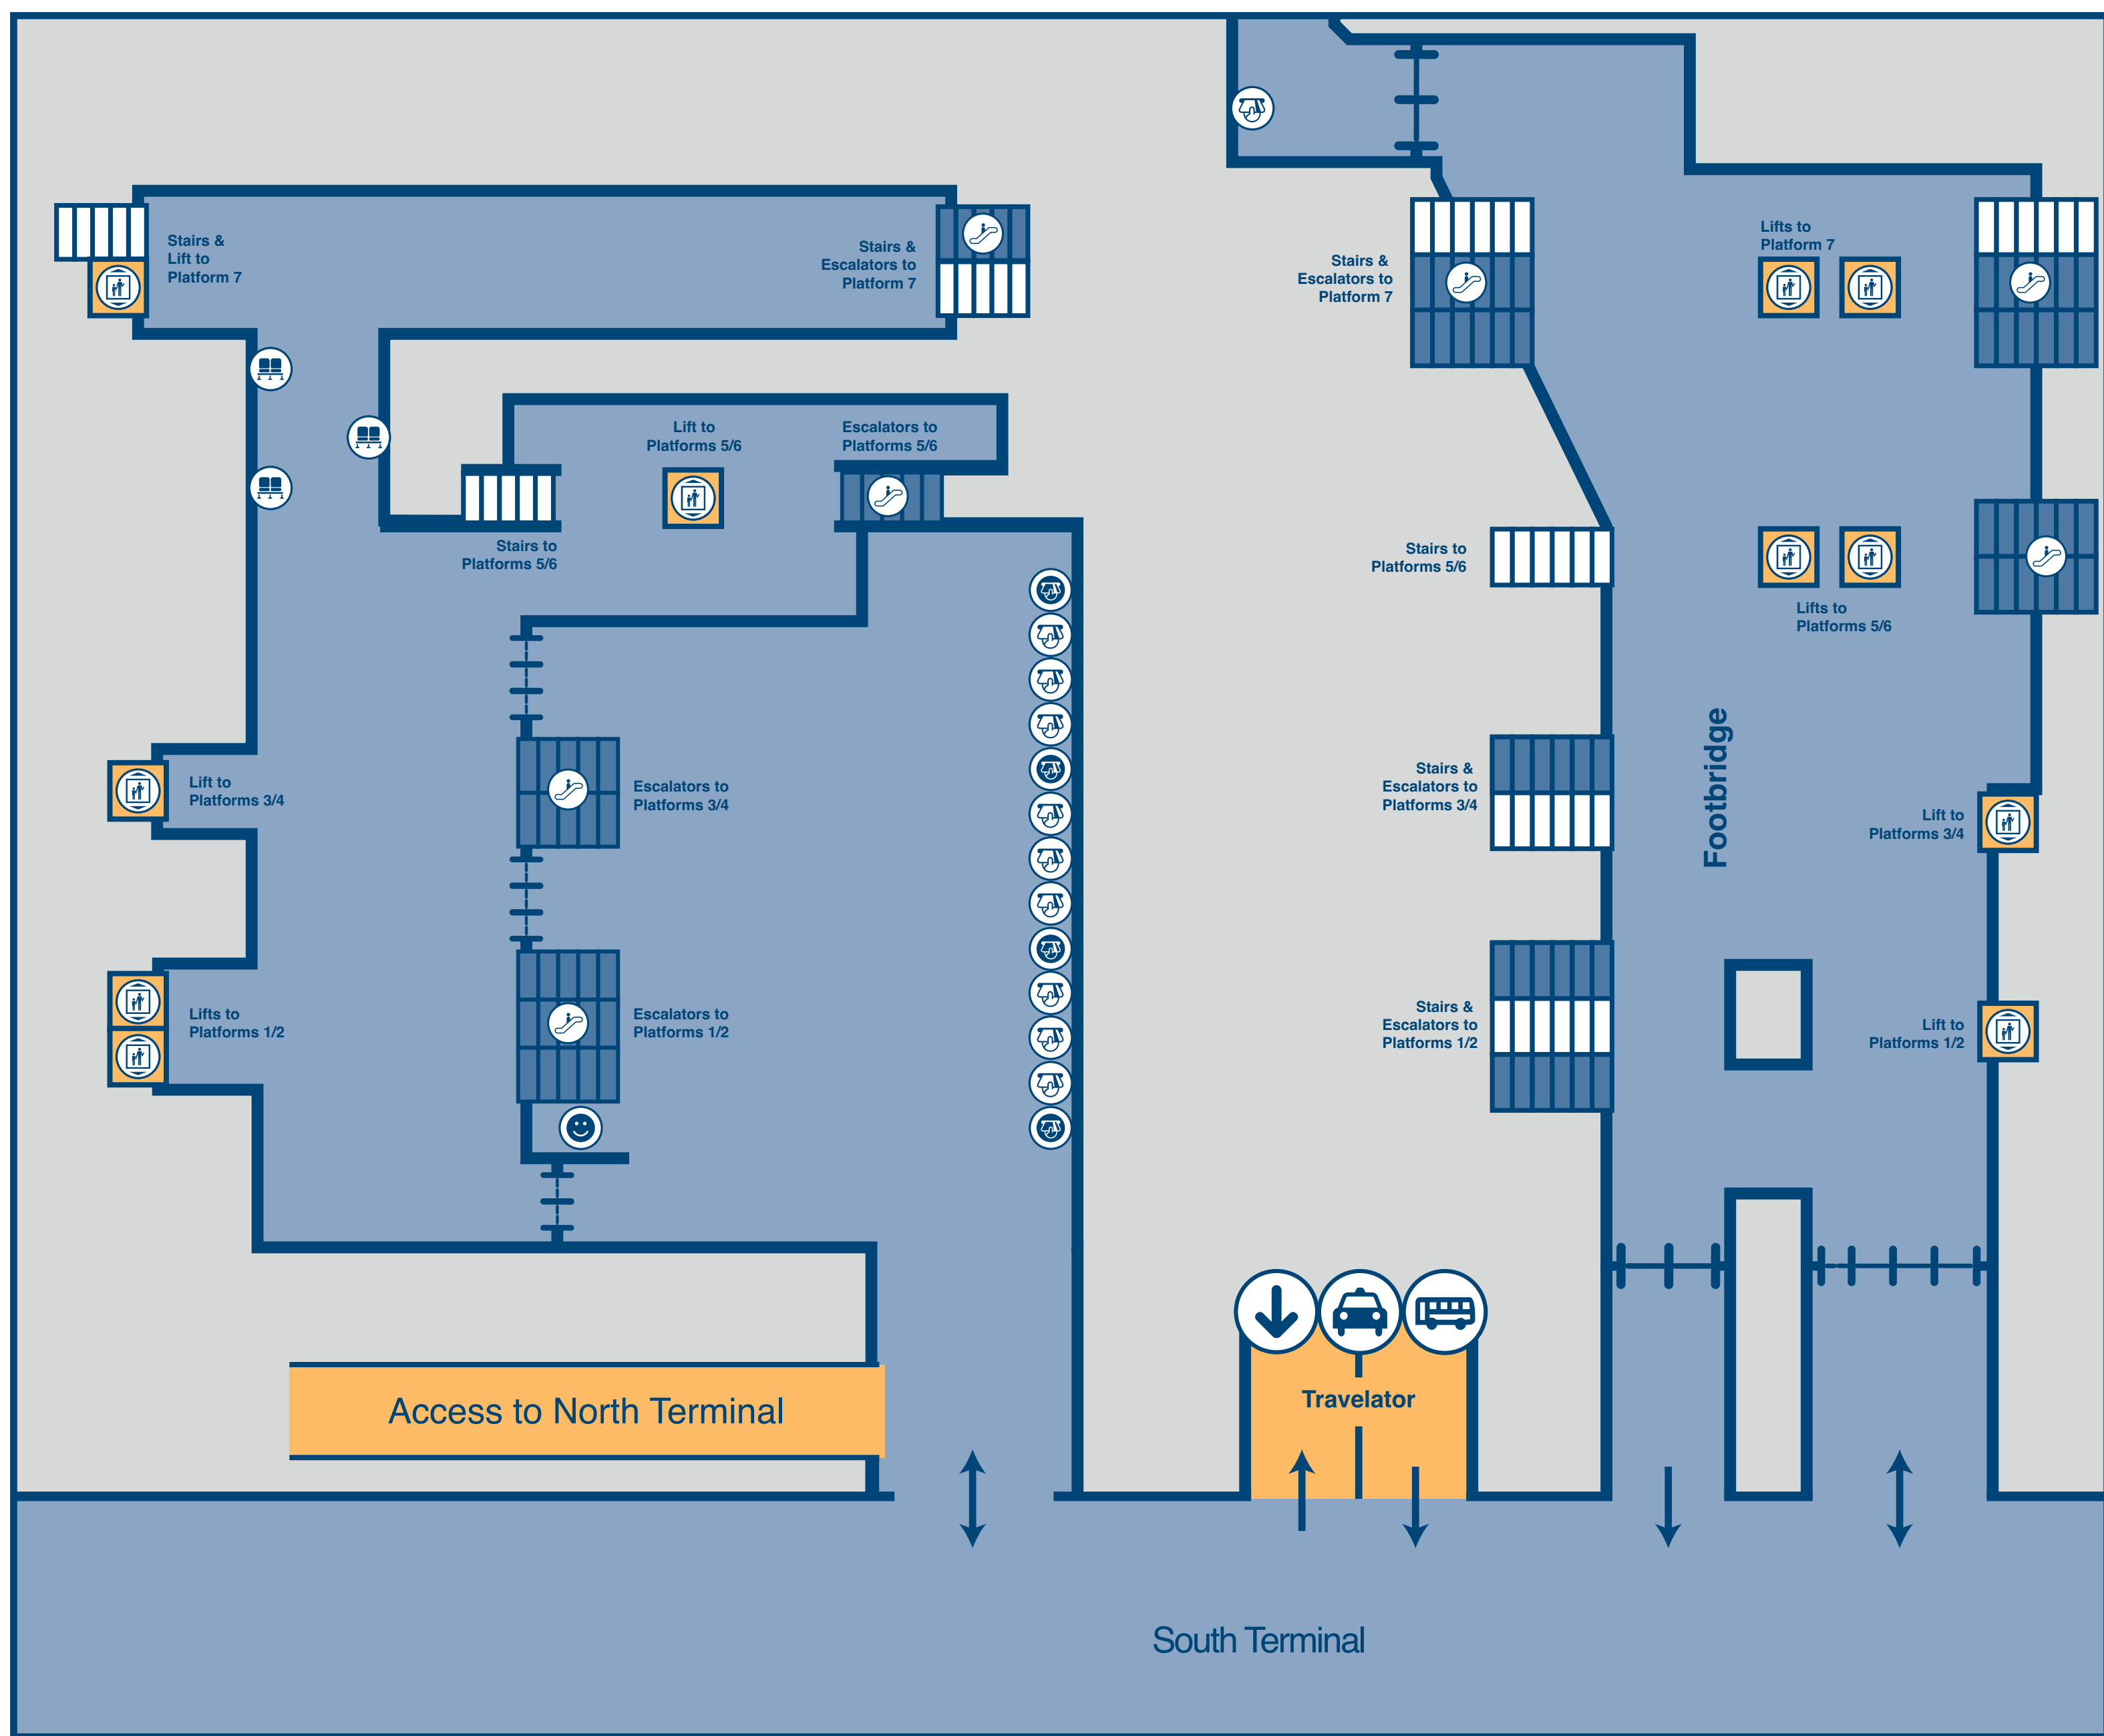 Stairs &
Lift to
Platform 7
Stairs &
Escalators to
Platform 7
Stairs &
Escalators to
Platform 7
Lifts to
Platform 7
Lift to
Platforms 5/6
Escalators to
Platforms 5/6
Stairs to
Platforms 5/6
Stairs to
Platforms 5/6
Lifts to
Platforms 5/6
Footbridge
Lift to
Platforms 3/4
Escalators to
Platforms 3/4
Stairs &
Escalators to
Platforms 3/4
Lift to
Platforms 3/4
Lifts to
Platforms 1/2
Escalators to
Platforms 1/2
Stairs &
Escalators to
Platforms 1/2
Lift to
Platforms 1/2
Access to North Terminal
Travelator
South Terminal